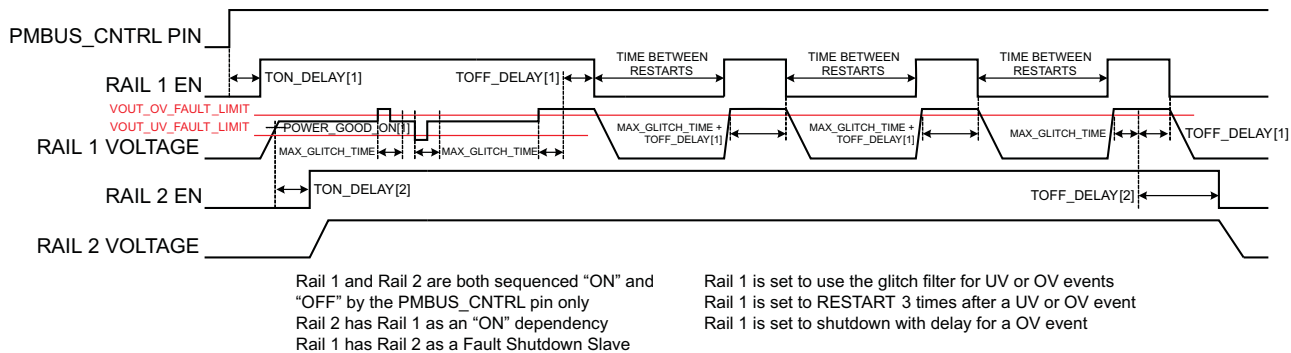 PMBUS_CNTRL PIN
RAIL 1 EN
TON_DELAY[1]
TOFF_DELAY[1]
TIME BETWEEN
RESTARTS
TIME BETWEEN
RESTARTS
TIME BETWEEN
RESTARTS
VOUT_OV_FAULT_LIMIT
VOUT_UV_FAULT_LIMIT
RAIL 1 VOLTAGE
POWER_GOOD_ON[1]
MAX_GLITCH_TIME
MAX_GLITCH_TIME
MAX_GLITCH_TIME +
TOFF_DELAY[1]
MAX_GLITCH_TIME +
TOFF_DELAY[1]
MAX_GLITCH_TIME
TOFF_DELAY[1]
RAIL 2 EN
TON_DELAY[2]
TOFF_DELAY[2]
RAIL 2 VOLTAGE
Rail 1 and Rail 2 are both sequenced “ON” and
“OFF” by the PMBUS_CNTRL pin only
Rail 2 has Rail 1 as an “ON” dependency
Rail 1 has Rail 2 as a Fault Shutdown Slave
Rail 1 is set to use the glitch filter for UV or OV events
Rail 1 is set to RESTART 3 times after a UV or OV event
Rail 1 is set to shutdown with delay for a OV event